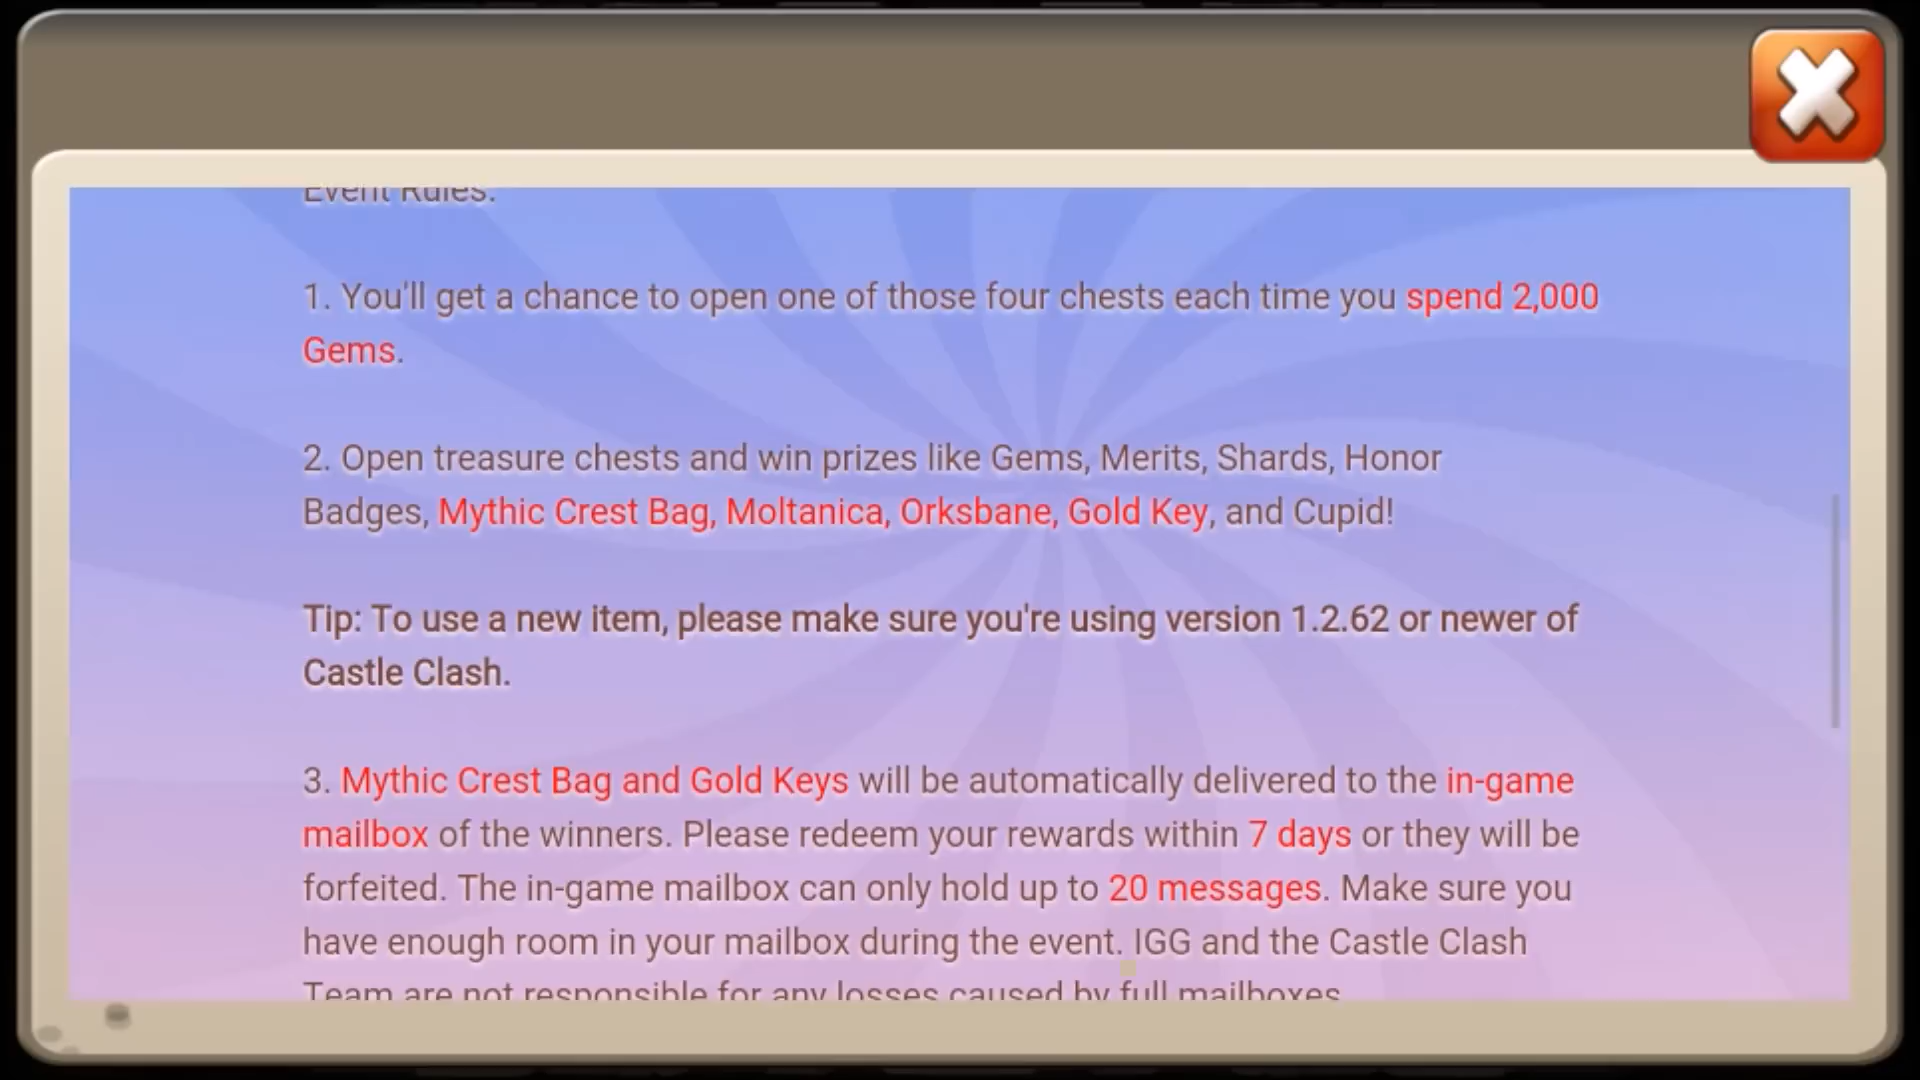 Event Rules:
1. You'll get a chance to open one of those four chests each time you spend 2,000
Gems.
2. Open treasure chests and win prizes like Gems, Merits, Shards, Honor
Badges, Mythic Crest Bag, Moltanica, Orksbane, Gold Key, and Cupid!
Tip: To use a new item, please make sure you're using version 1.2.62 or newer of
Castle Clash.
3. Mythic Crest Bag and Gold Keys will be automatically delivered to the in-game
mailbox of the winners. Please redeem your rewards within 7 days or they will be
forfeited. The in-game mailbox can only hold up to 20 messages. Make sure you
have enough room in your mailbox during the event. IGG and the Castle Clash
Team are not responsible for any losses caused by full mailboxes.